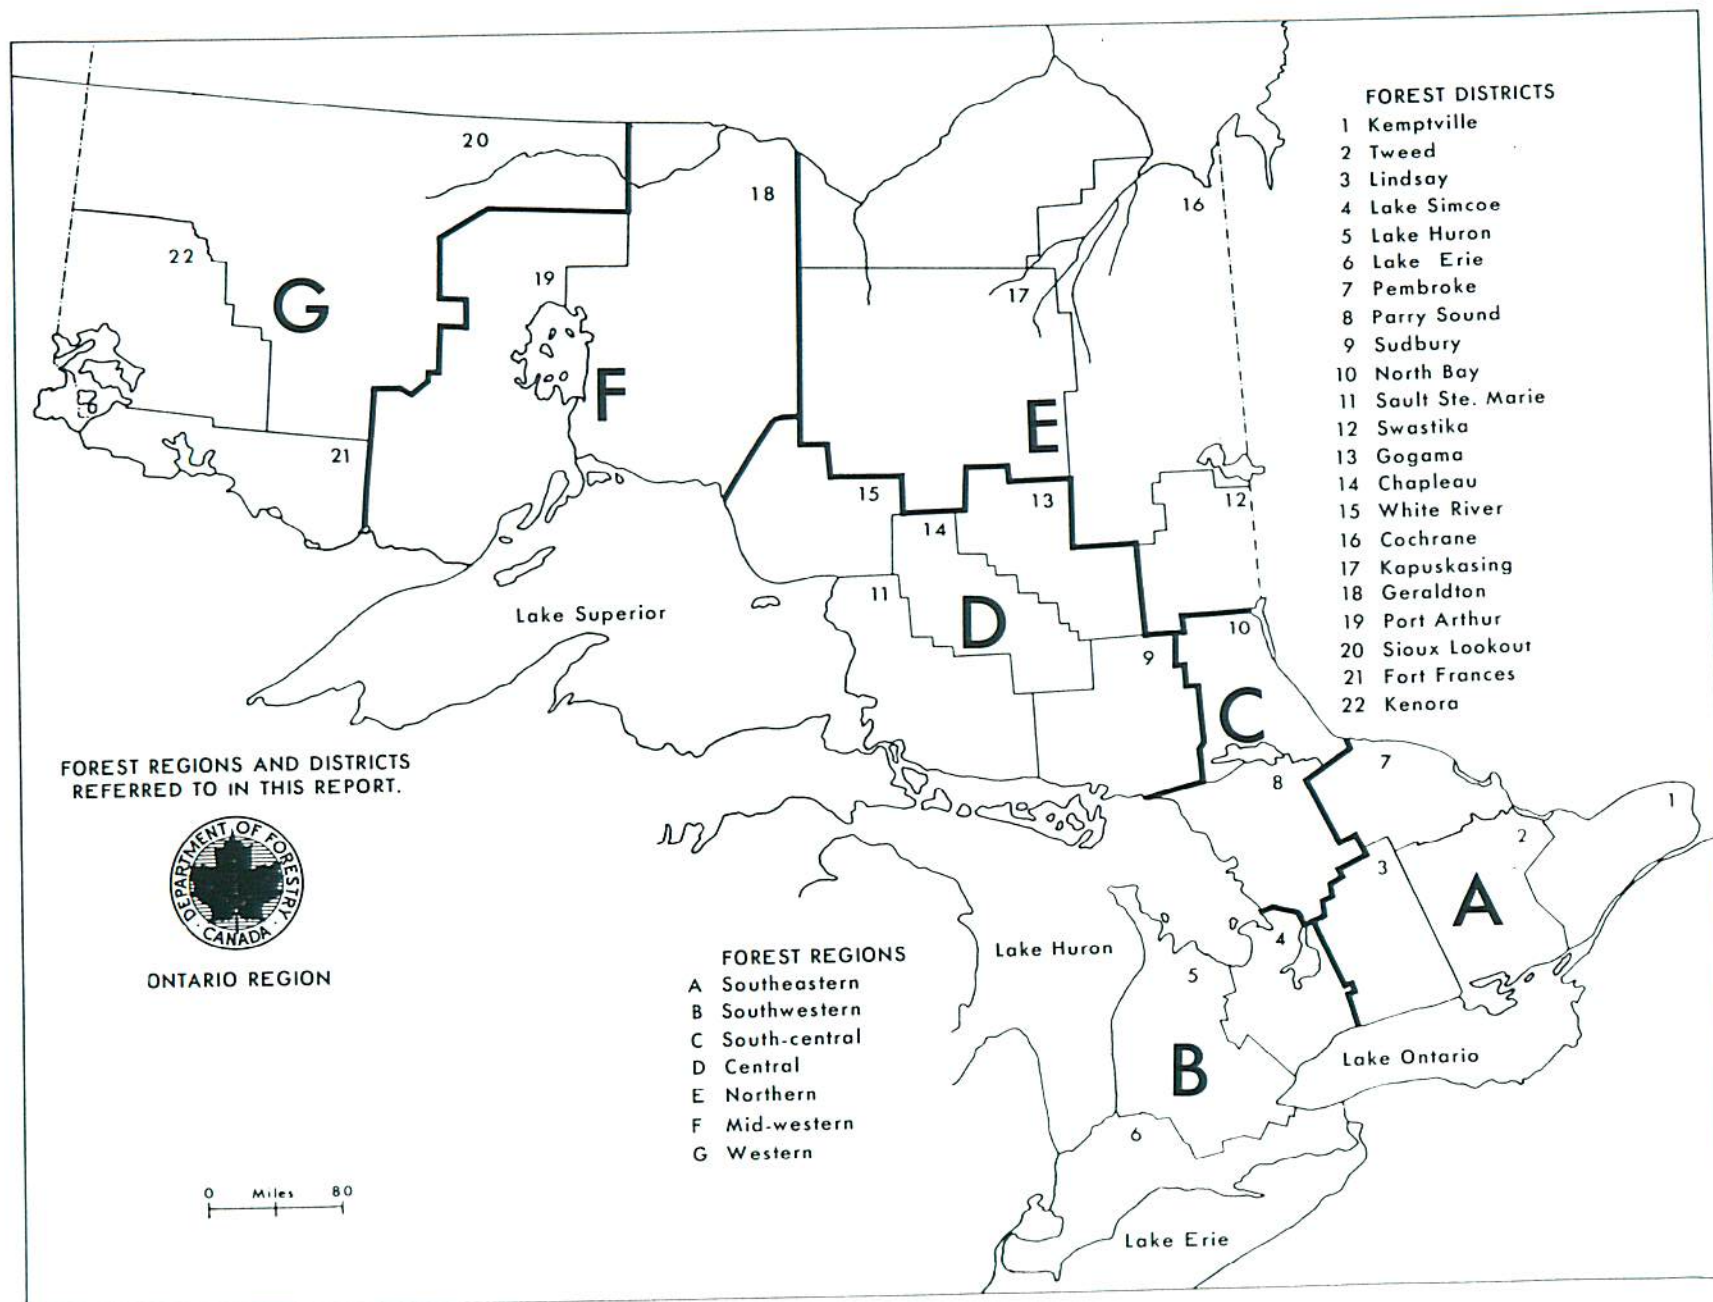 FOREST DISTRICTS
1 Kemptville
2 Tweed
3 Lindsay
4 Lake Simcoe
5 Lake Huron
6 Lake Erie
7 Pembroke
8 Parry Sound
9 Sudbury
10 North Bay
11 Sault Ste. Marie
12 Swastika
13 Gogama
14 Chapleau
15 White River
16 Cochrane
17 Kapuskasing
18 Geraldton
19 Port Arthur
20 Sioux Lookout
21 Fort Frances
22 Kenora
20
18
16
22
19
17
G
F
E
21
15
13
12
14
11
D
Lake Superior
10
9
C
7
8
1
2
3
A
4
5
Lake Huron
B
Lake Ontario
6
Lake Erie
FOREST REGIONS AND DISTRICTS
REFERRED TO IN THIS REPORT.
DEPARTMENT OF FORESTRY
· CANADA ·
ONTARIO REGION
FOREST REGIONS
A Southeastern
B Southwestern
C South-central
D Central
E Northern
F Mid-western
G Western
0 Miles 80